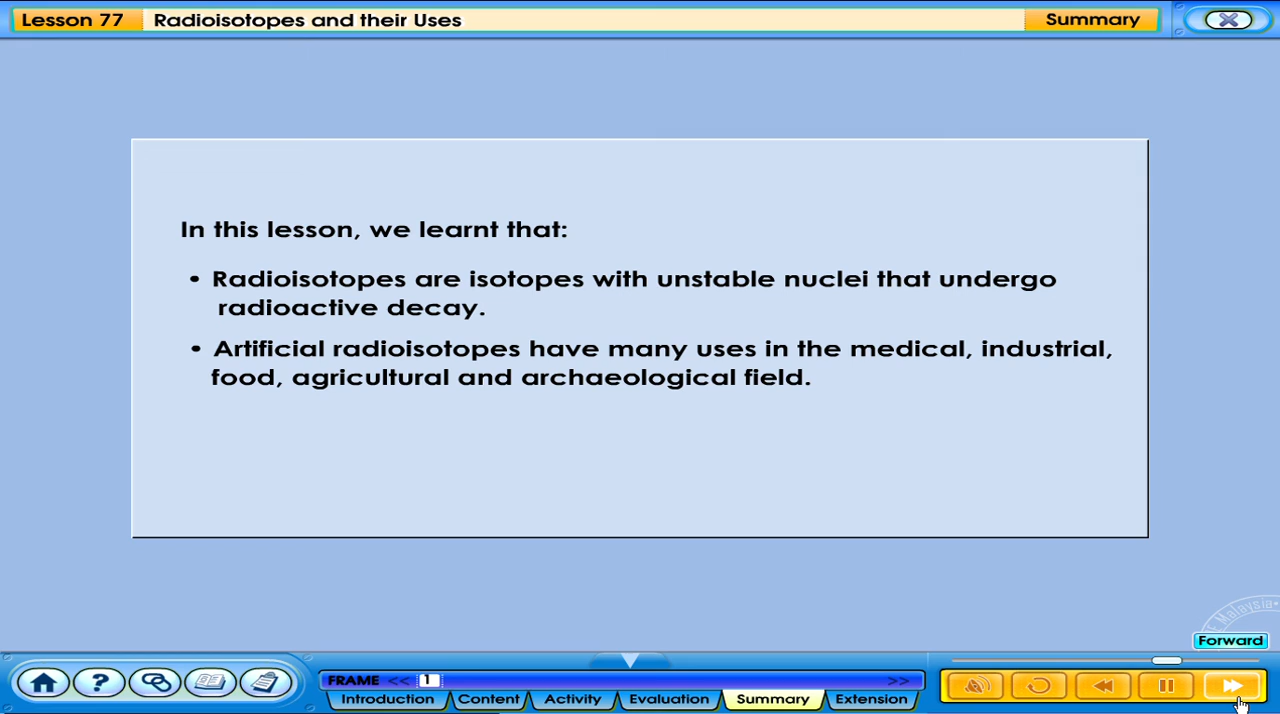 Lesson 77
Radioisotopes and their Uses
Summary
In this lesson, we learnt that:
• Radioisotopes are isotopes with unstable nuclei that undergo
radioactive decay.
• Artificial radioisotopes have many uses in the medical, industrial,
food, agricultural and archaeological field.
E Malaysia•
Forward
FRAME << 1 >>
Introduction
Content
Activity
Evaluation
Summary
Extension